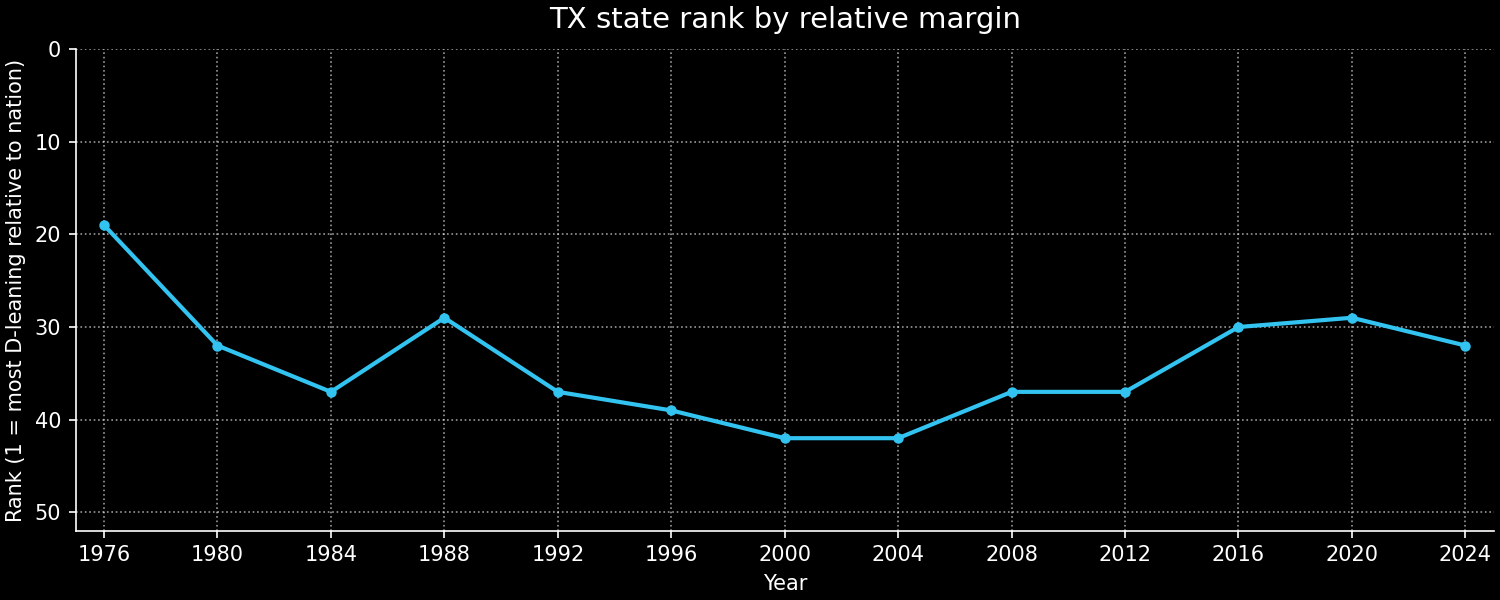 TX state rank by relative margin
Rank (1 = most D-leaning relative to nation)
0
10
20
30
40
50
1976 1980 1984 1988 1992 1996 2000 2004 2008 2012 2016 2020 2024
Year